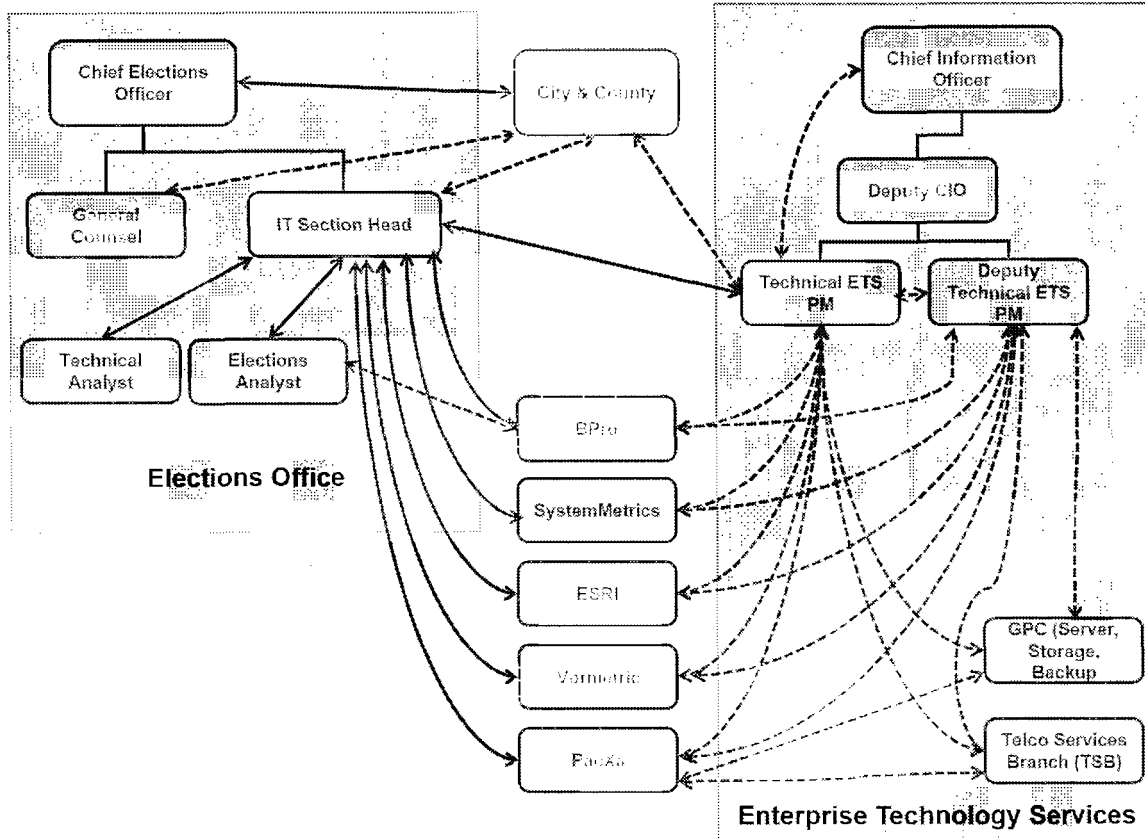 Chief Elections
Officer
City & County
Chief Information
Officer
General
Counsel
IT Section Head
Deputy CIO
Technical ETS
PM
Deputy
Technical ETS
PM
Technical
Analyst
Elections
Analyst
BPro
Elections Office
SystemMetrics
ESRI
GPC (Server,
Storage,
Backup
Vormetric
Telco Services
Branch (TSB)
PaeXa
Enterprise Technology Services